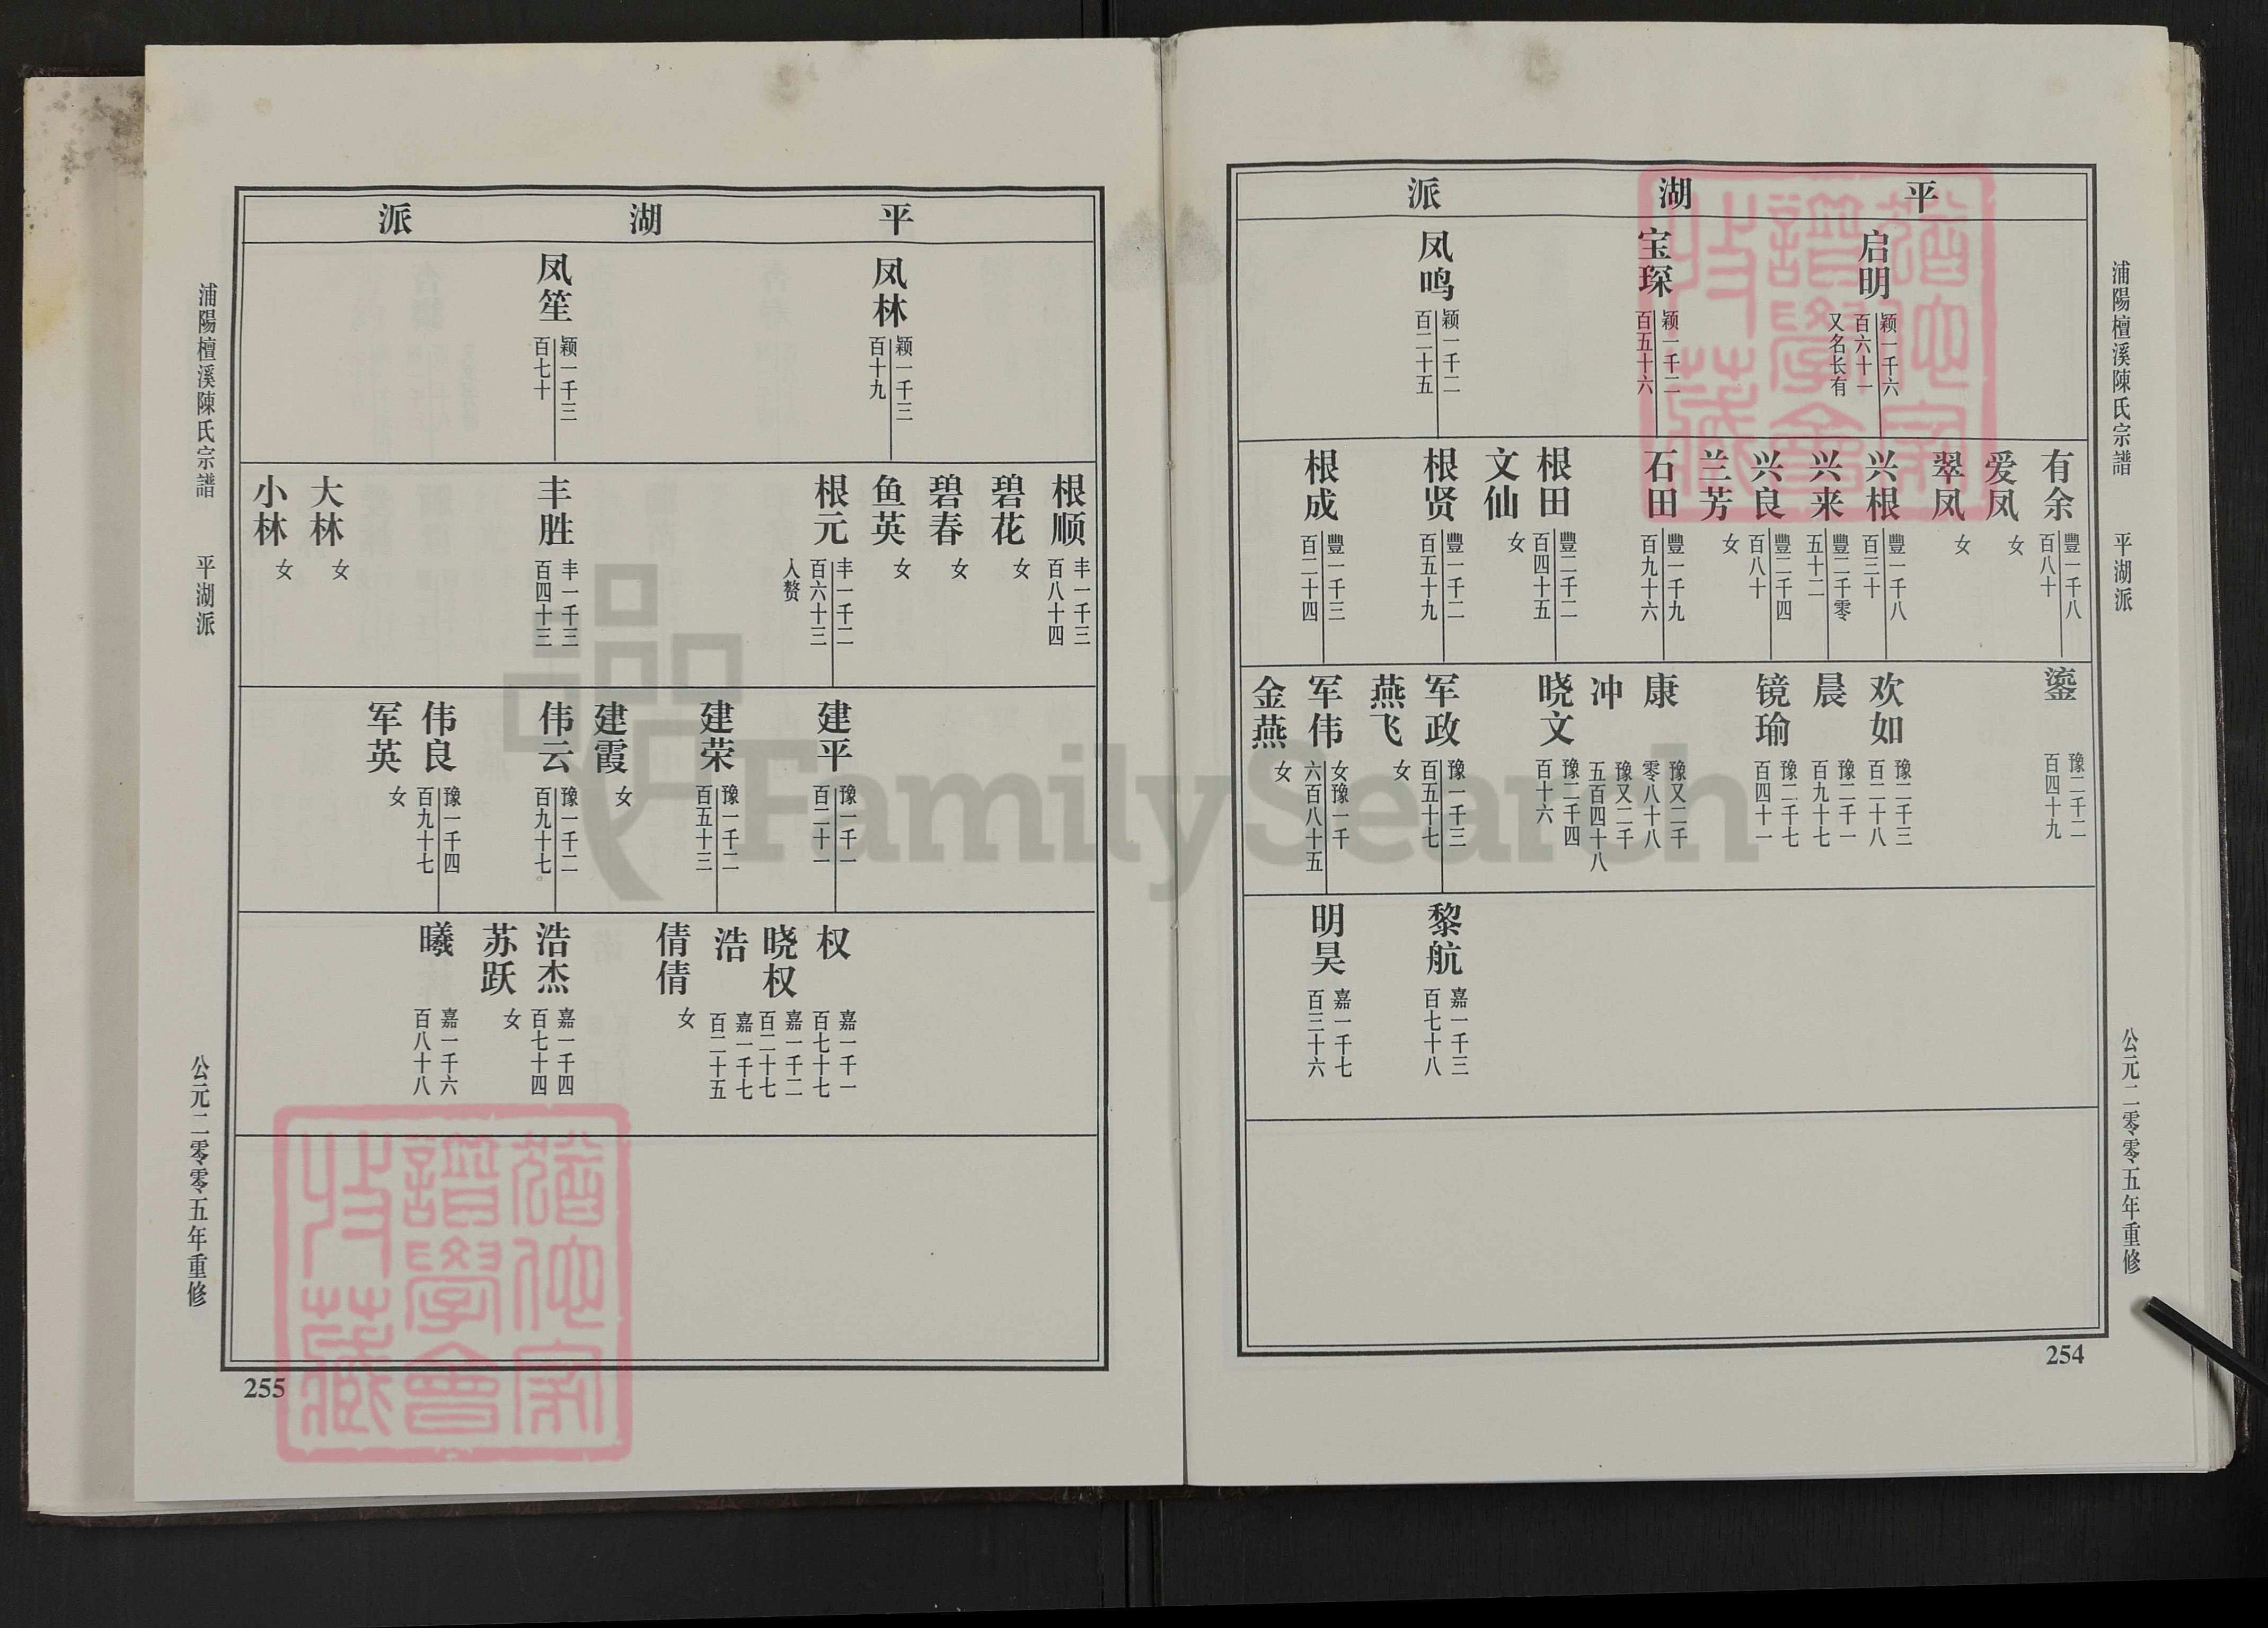 浦陽檀溪陳氏宗譜 平湖派 公元二零零五年重修
平湖派
启明 颖一千六百六十一 又名长有
宝琛 颖一千二百五十六
凤鸣 颖一千二百二十五
有余 豐一千八百八十
爱凤 女
翠凤 女
兴根 豐一千八百三十
兴来 豐二千零五十二
兴良 豐二千四百八十
兰芳 女
石田 豐一千九百九十六
根田 豐二千二百四十五
文仙 女
根贤 豐一千二百五十九
根成 豐一千三百二十四
鎏 豫二千二百四十九
欢如 豫二千三百二十八
晨 豫二千一百九十七
镜瑜 豫二千七百四十一
康 豫又二千零八十八
冲 豫又二千五百四十八
晓文 豫二千四百十六
军政 豫一千三百五十七
燕飞 女
军伟 女豫一千六百八十五
金燕 女
黎航 嘉一千三百七十八
明昊 嘉一千七百三十六
254
平湖派
凤林 颖一千三百十九
凤笙 颖一千三百七十
根顺 丰一千三百八十四
碧花 女
碧春 女
鱼英 女
根元 丰一千二百六十三 入赘
丰胜 丰一千三百四十三
大林 女
小林 女
建平 豫一千一百二十一
建荣 豫一千二百五十三
建霞 女
伟云 豫一千二百九十七
伟良 豫一千四百九十七
军英 女
权 嘉一千一百七十七
晓权 嘉一千二百二十七
浩 嘉一千七百二十五
倩倩 女
浩杰 嘉一千四百七十四
苏跃 女
曦 嘉一千六百八十八
浦陽檀溪陳氏宗譜 平湖派 公元二零零五年重修
255
FamilySearch